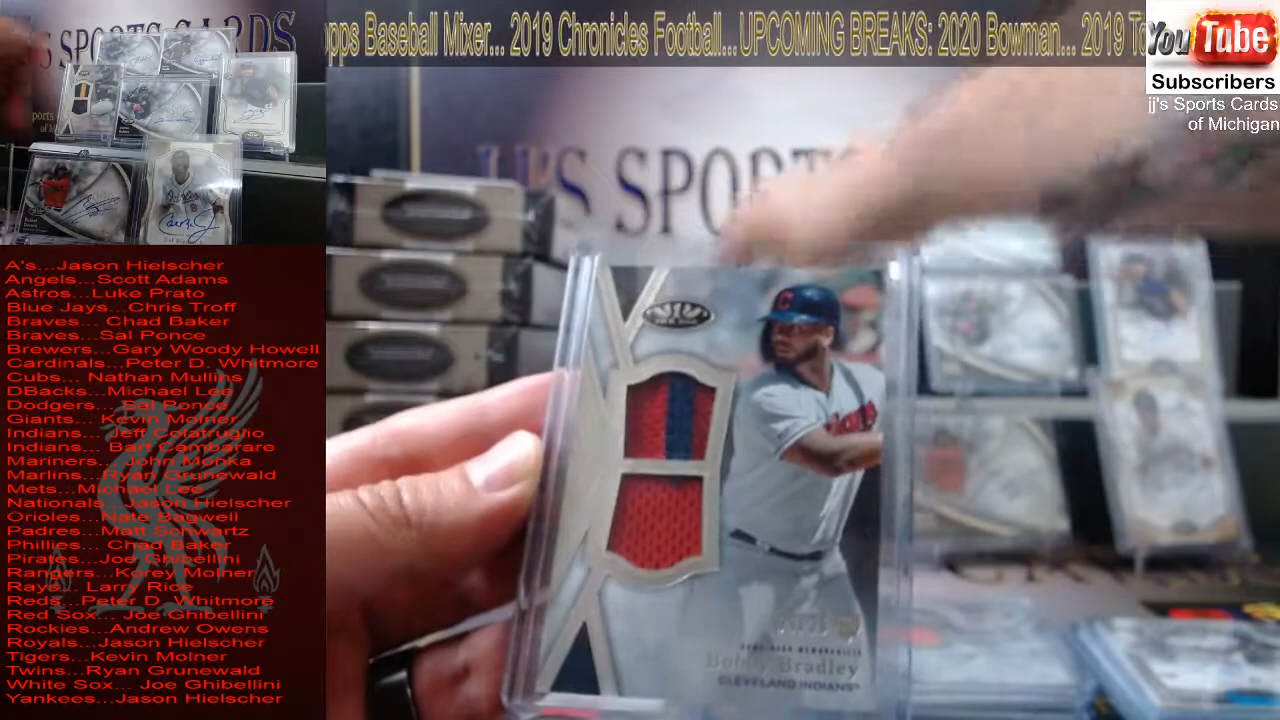 opps Baseball Mixer... 2019 Chronicles Football... UPCOMING BREAKS: 2020 Bowman... 2019 To
You Tube
Subscribers
jj's Sports Cards
of Michigan
JJ'S SPORTS CARDS
JJ'S SPORTS
A's...Jason Hielscher
Angels...Scott Adams
Astros...Luke Prato
Blue Jays...Chris Troff
Braves... Chad Baker
Braves...Sal Ponce
Brewers...Gary Woody Howell
Cardinals...Peter D. Whitmore
Cubs... Nathan Mullins
DBacks...Michael Lee
Dodgers... Sal Ponce
Giants... Kevin Molner
Indians... Jeff Colatruglio
Indians... Bart Cambarare
Mariners... John Monka
Marlins...Ryan Grunewald
Mets...Michael Lee
Nationals...Jason Hielscher
Orioles...Nate Bagwell
Padres...Matt Schwartz
Phillies... Chad Baker
Pirates...Joe Ghibellini
Rangers...Korey Molner
Rays... Larry Rice
Reds...Peter D. Whitmore
Red Sox... Joe Ghibellini
Rockies...Andrew Owens
Royals...Jason Hielscher
Tigers...Kevin Molner
Twins...Ryan Grunewald
White Sox... Joe Ghibellini
Yankees...Jason Hielscher
Bobby Bradley
CLEVELAND INDIANS